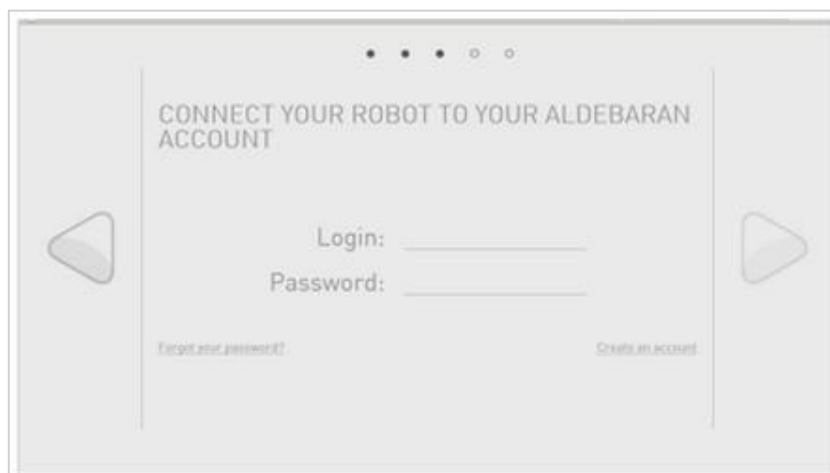 CONNECT YOUR ROBOT TO YOUR ALDEBARAN
ACCOUNT
Login:
Password:
Forgot your password?
Create an account